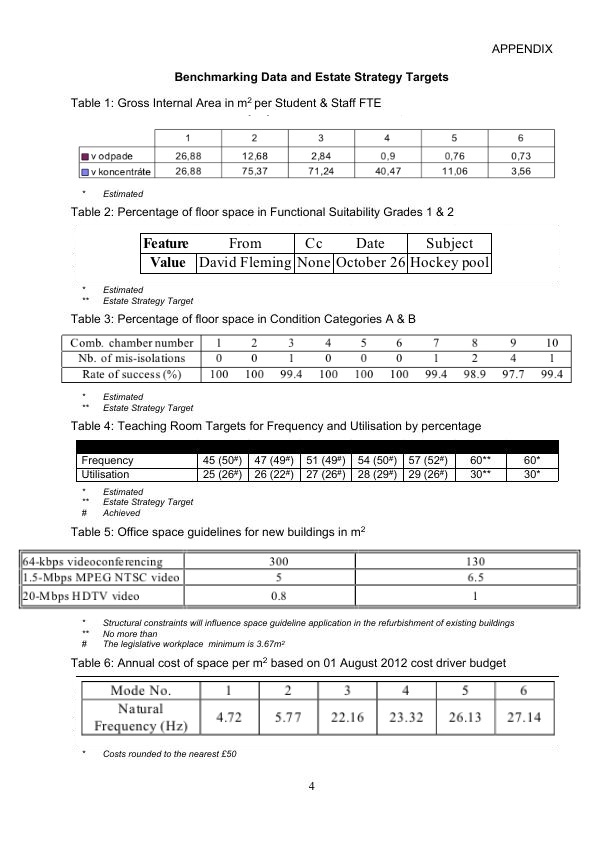 APPENDIX
Benchmarking Data and Estate Strategy Targets
Table 1: Gross Internal Area in m² per Student & Staff FTE
1 2 3 4 5 6
v odpade 26,88 12,68 2,84 0,9 0,76 0,73
v koncentráte 26,88 75,37 71,24 40,47 11,06 3,56
* Estimated
Table 2: Percentage of floor space in Functional Suitability Grades 1 & 2
Feature From Cc Date Subject
Value David Fleming None October 26 Hockey pool
* Estimated
** Estate Strategy Target
Table 3: Percentage of floor space in Condition Categories A & B
Comb. chamber number 1 2 3 4 5 6 7 8 9 10
Nb. of mis-isolations 0 0 1 0 0 0 1 2 4 1
Rate of success (%) 100 100 99.4 100 100 100 99.4 98.9 97.7 99.4
* Estimated
** Estate Strategy Target
Table 4: Teaching Room Targets for Frequency and Utilisation by percentage
Frequency 45 (50#) 47 (49#) 51 (49#) 54 (50#) 57 (52#) 60** 60*
Utilisation 25 (26#) 26 (22#) 27 (26#) 28 (29#) 29 (26#) 30** 30*
* Estimated
** Estate Strategy Target
# Achieved
Table 5: Office space guidelines for new buildings in m²
64-kbps videoconferencing 300 130
1.5-Mbps MPEG NTSC video 5 6.5
20-Mbps HDTV video 0.8 1
* Structural constraints will influence space guideline application in the refurbishment of existing buildings
** No more than
# The legislative workplace minimum is 3.67m²
Table 6: Annual cost of space per m² based on 01 August 2012 cost driver budget
Mode No. 1 2 3 4 5 6
Natural
Frequency (Hz) 4.72 5.77 22.16 23.32 26.13 27.14
* Costs rounded to the nearest £50
4